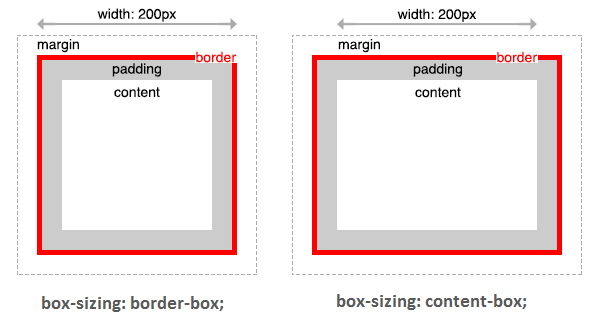 width: 200px
margin
border
padding
content
box-sizing: border-box;
width: 200px
margin
border
padding
content
box-sizing: content-box;